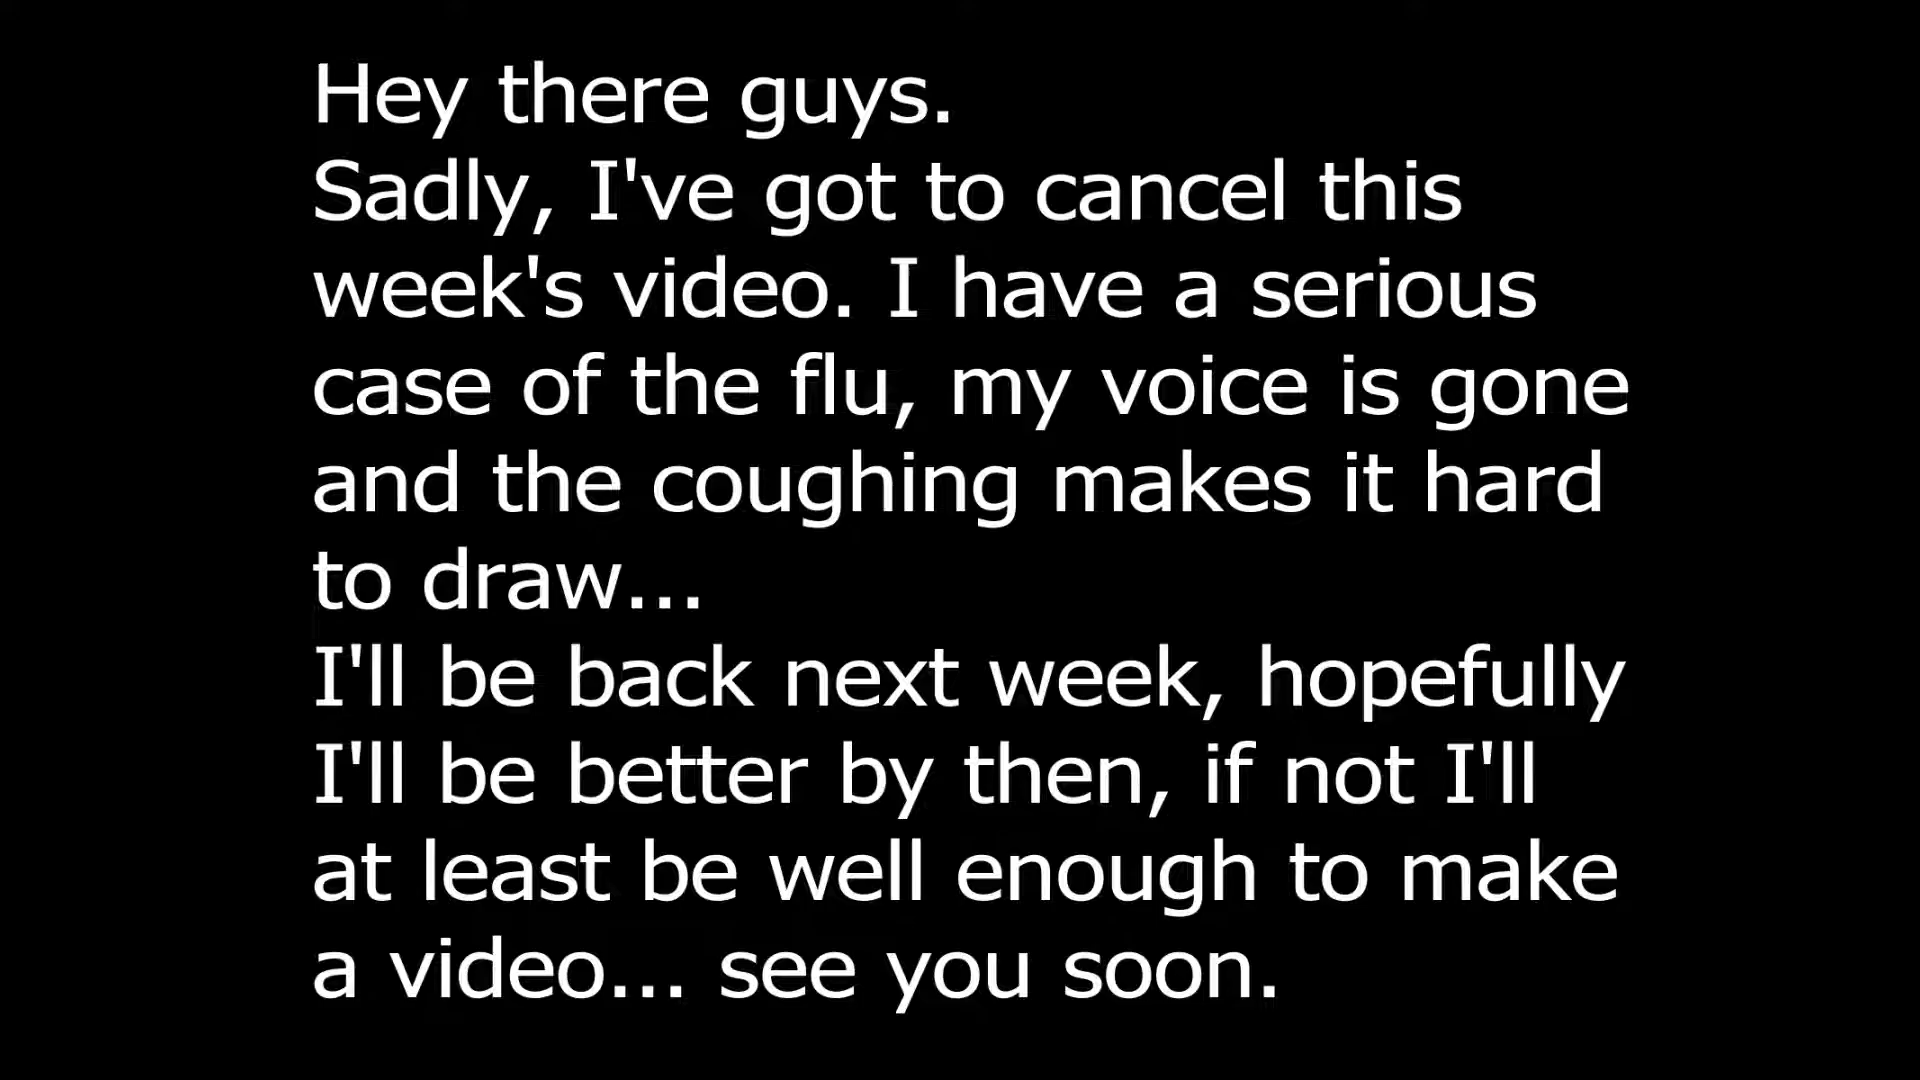 Hey there guys.
Sadly, I've got to cancel this
week's video. I have a serious
case of the flu, my voice is gone
and the coughing makes it hard
to draw...
I'll be back next week, hopefully
I'll be better by then, if not I'll
at least be well enough to make
a video... see you soon.